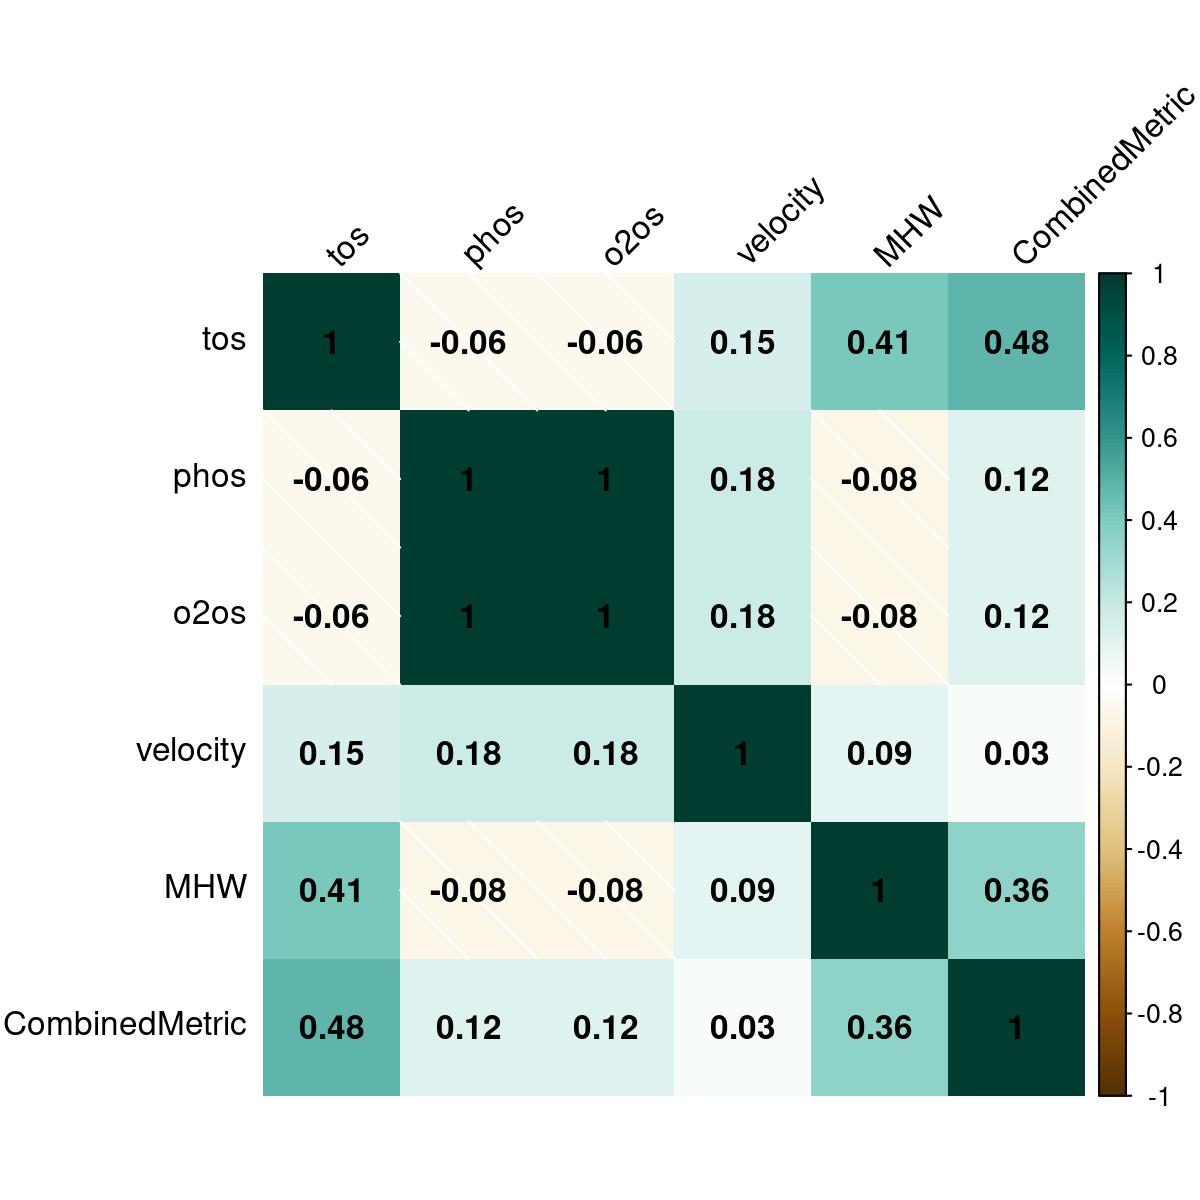 tos phos o2os velocity MHW CombinedMetric
tos 1 -0.06 -0.06 0.15 0.41 0.48
phos -0.06 1 1 0.18 -0.08 0.12
o2os -0.06 1 1 0.18 -0.08 0.12
velocity 0.15 0.18 0.18 1 0.09 0.03
MHW 0.41 -0.08 -0.08 0.09 1 0.36
CombinedMetric 0.48 0.12 0.12 0.03 0.36 1
1
0.8
0.6
0.4
0.2
0
-0.2
-0.4
-0.6
-0.8
-1